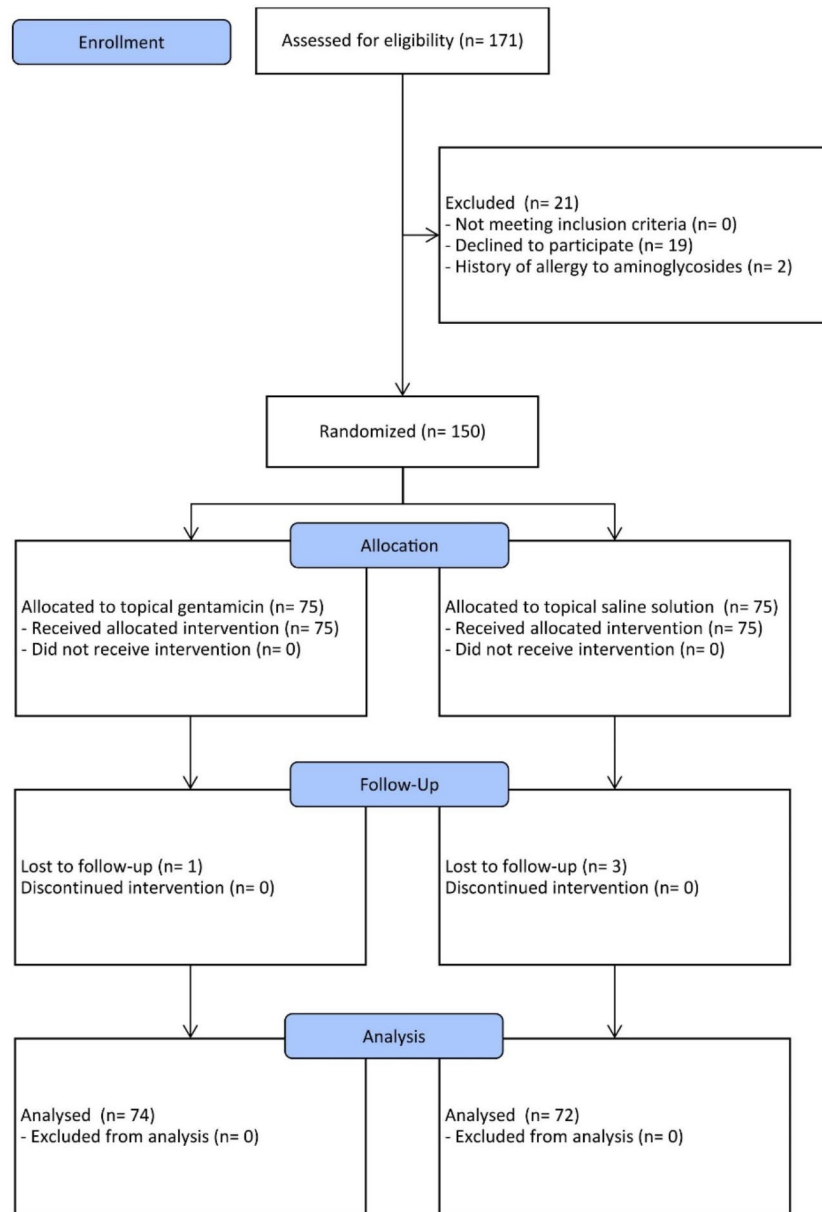 Enrollment
Assessed for eligibility (n= 171)
Excluded  (n= 21)
- Not meeting inclusion criteria (n= 0)
- Declined to participate (n= 19)
- History of allergy to aminoglycosides (n= 2)
Randomized (n= 150)
Allocation
Allocated to topical gentamicin (n= 75)
- Received allocated intervention (n= 75)
- Did not receive intervention (n= 0)
Allocated to topical saline solution  (n= 75)
- Received allocated intervention (n= 75)
- Did not receive intervention (n= 0)
Follow-Up
Lost to follow-up (n= 1)
Discontinued intervention (n= 0)
Lost to follow-up (n= 3)
Discontinued intervention (n= 0)
Analysis
Analysed  (n= 74)
- Excluded from analysis (n= 0)
Analysed  (n= 72)
- Excluded from analysis (n= 0)